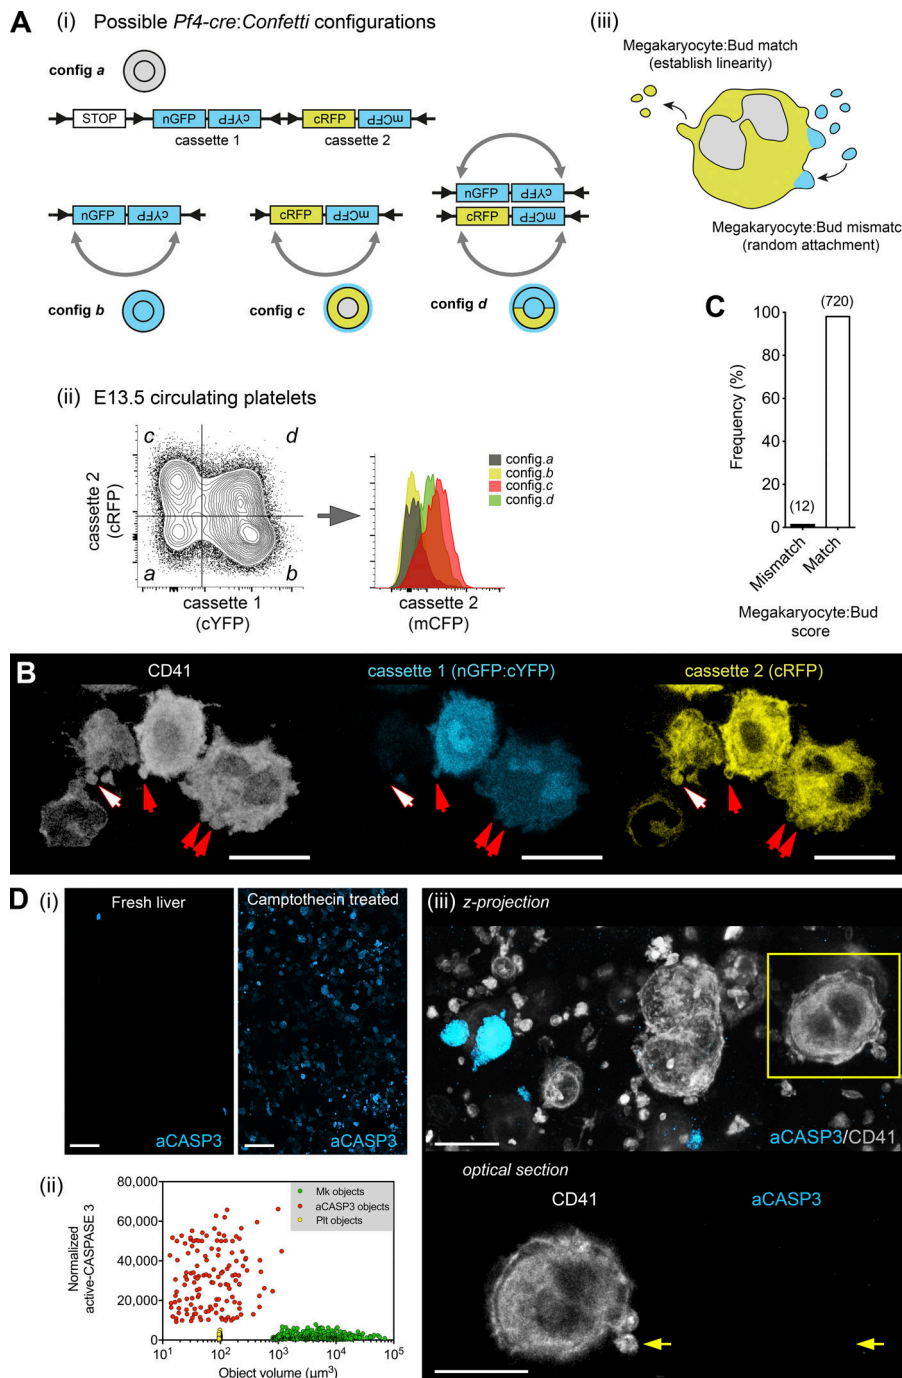 A
(i) Possible Pf4-cre:Confetti configurations
config a
STOP
nGFP
cYFP
cRFP
mCFP
cassette 1
cassette 2
nGFP
cYFP
cRFP
mCFP
nGFP
cYFP
cRFP
mCFP
config b
config c
config d
(iii)
Megakaryocyte:Bud match
(establish linearity)
Megakaryocyte:Bud mismatc
(random attachment)
(ii) E13.5 circulating platelets
c
d
a
b
cassette 2
(cRFP)
cassette 1
(cYFP)
config.a
config.b
config.c
config.d
cassette 2
(mCFP)
C
(720)
(12)
100
80
60
40
20
0
Frequency (%)
Mismatch
Match
Megakaryocyte:Bud
score
B
CD41
cassette 1 (nGFP:cYFP)
cassette 2 (cRFP)
D
(i)
Fresh liver
Camptothecin treated
aCASP3
aCASP3
(ii)
80,000
60,000
40,000
20,000
0
Normalized
active-CASPASE 3
Mk objects
aCASP3 objects
Plt objects
10¹
10²
10³
10⁴
10⁵
Object volume (µm³)
(iii) z-projection
aCASP3/CD41
optical section
CD41
aCASP3